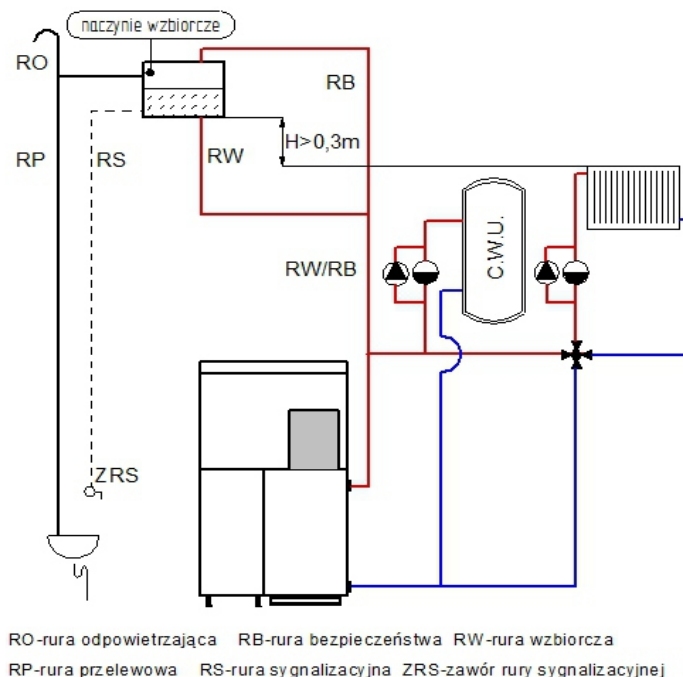 naczynie wzbiorcze
RO
RB
RP
RS
RW
H>0,3m
C.W.U.
RW/RB
ZRS
RO-rura odpowietrzająca RB-rura bezpieczeństwa RW-rura wzbiorcza
RP-rura przelewowa RS-rura sygnalizacyjna ZRS-zawór rury sygnalizacyjnej